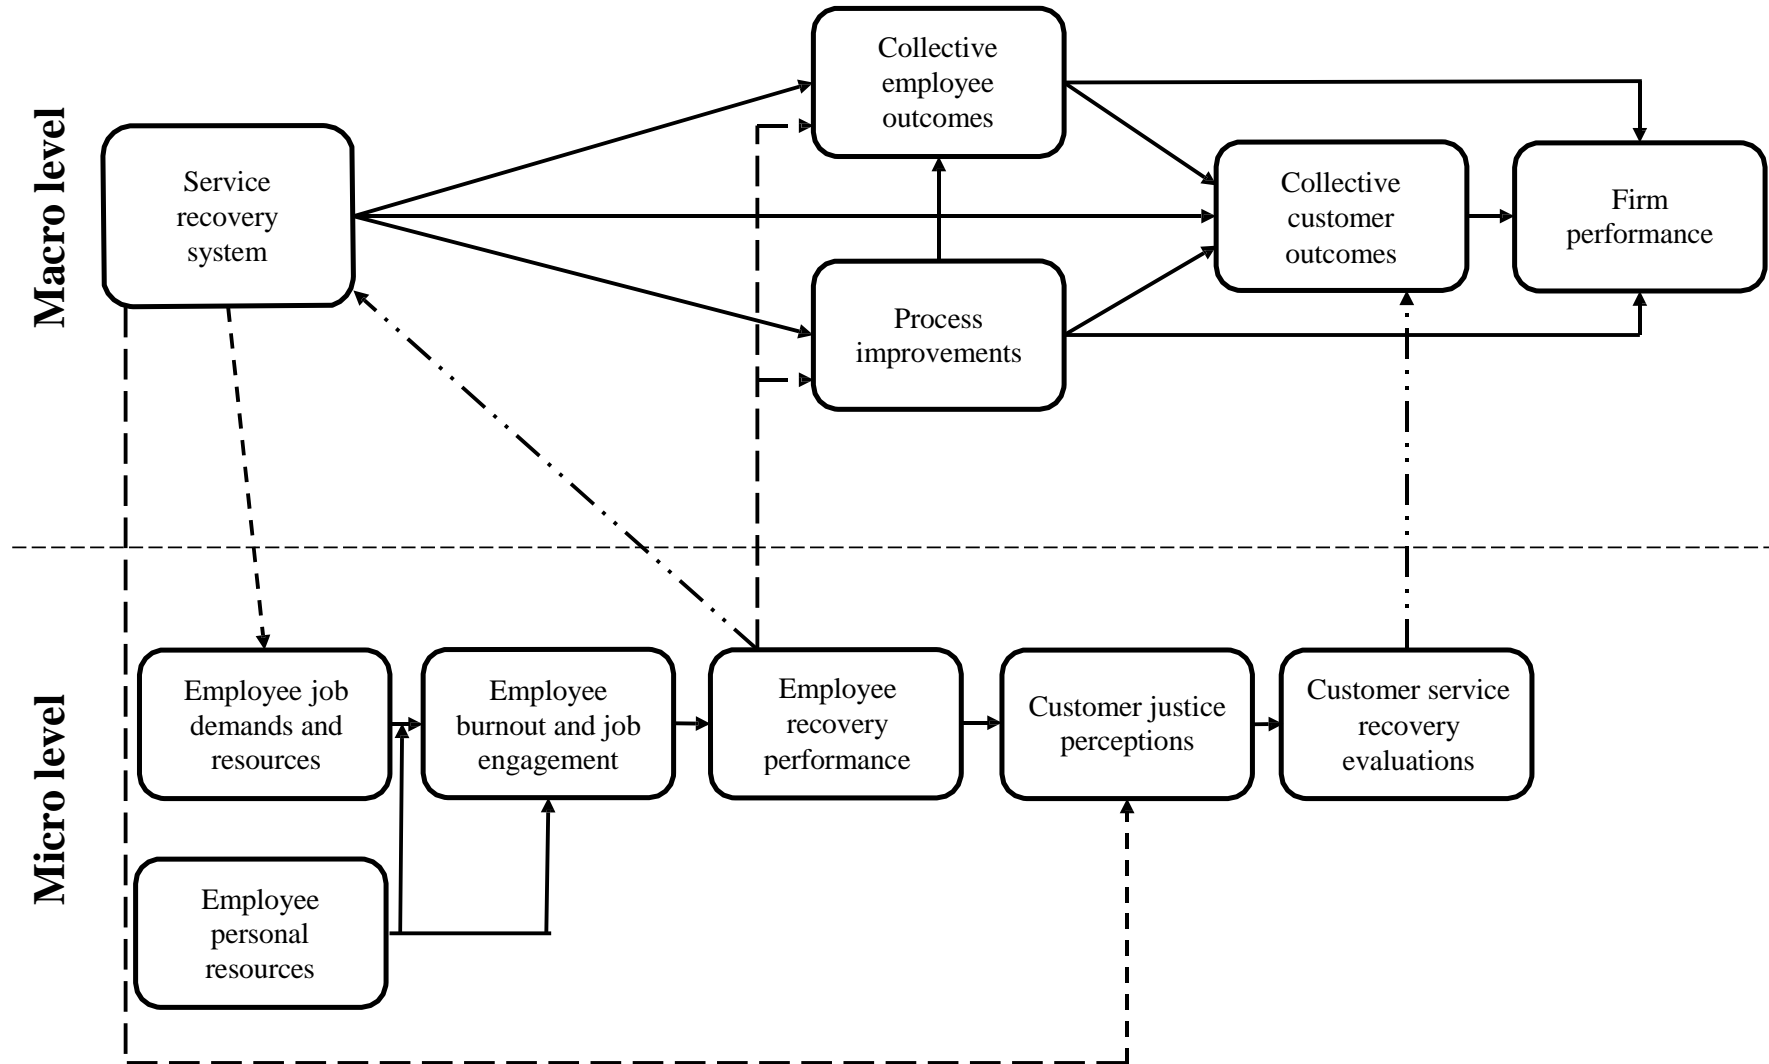 Macro level
Service
recovery
system
Collective
employee
outcomes
Process
improvements
Collective
customer
outcomes
Firm
performance
Micro level
Employee job
demands and
resources
Employee
burnout and job
engagement
Employee
recovery
performance
Customer justice
perceptions
Customer service
recovery
evaluations
Employee
personal
resources